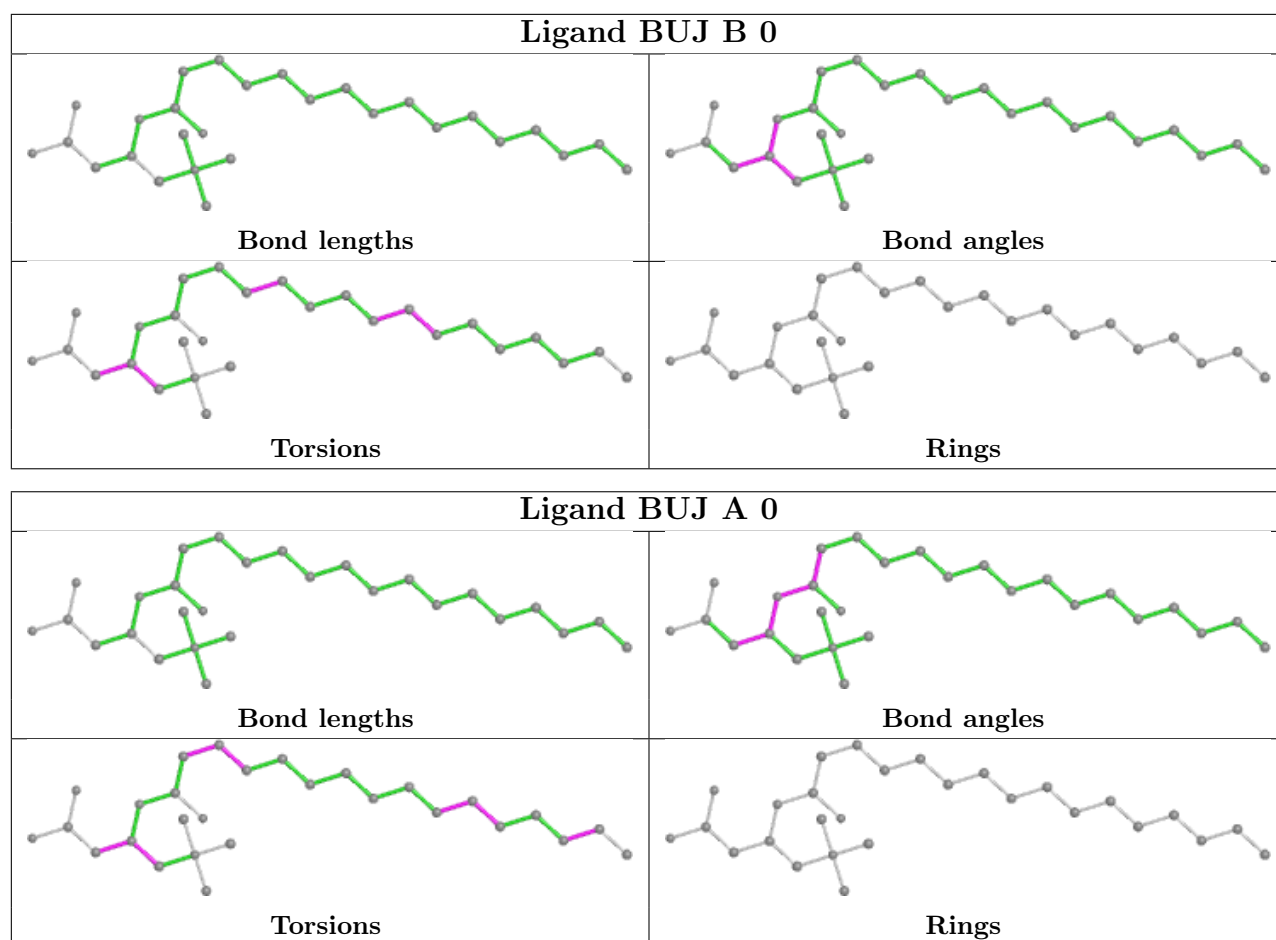 Ligand BUJ B 0
Bond lengths
Bond angles
Torsions
Rings
Ligand BUJ A 0
Bond lengths
Bond angles
Torsions
Rings